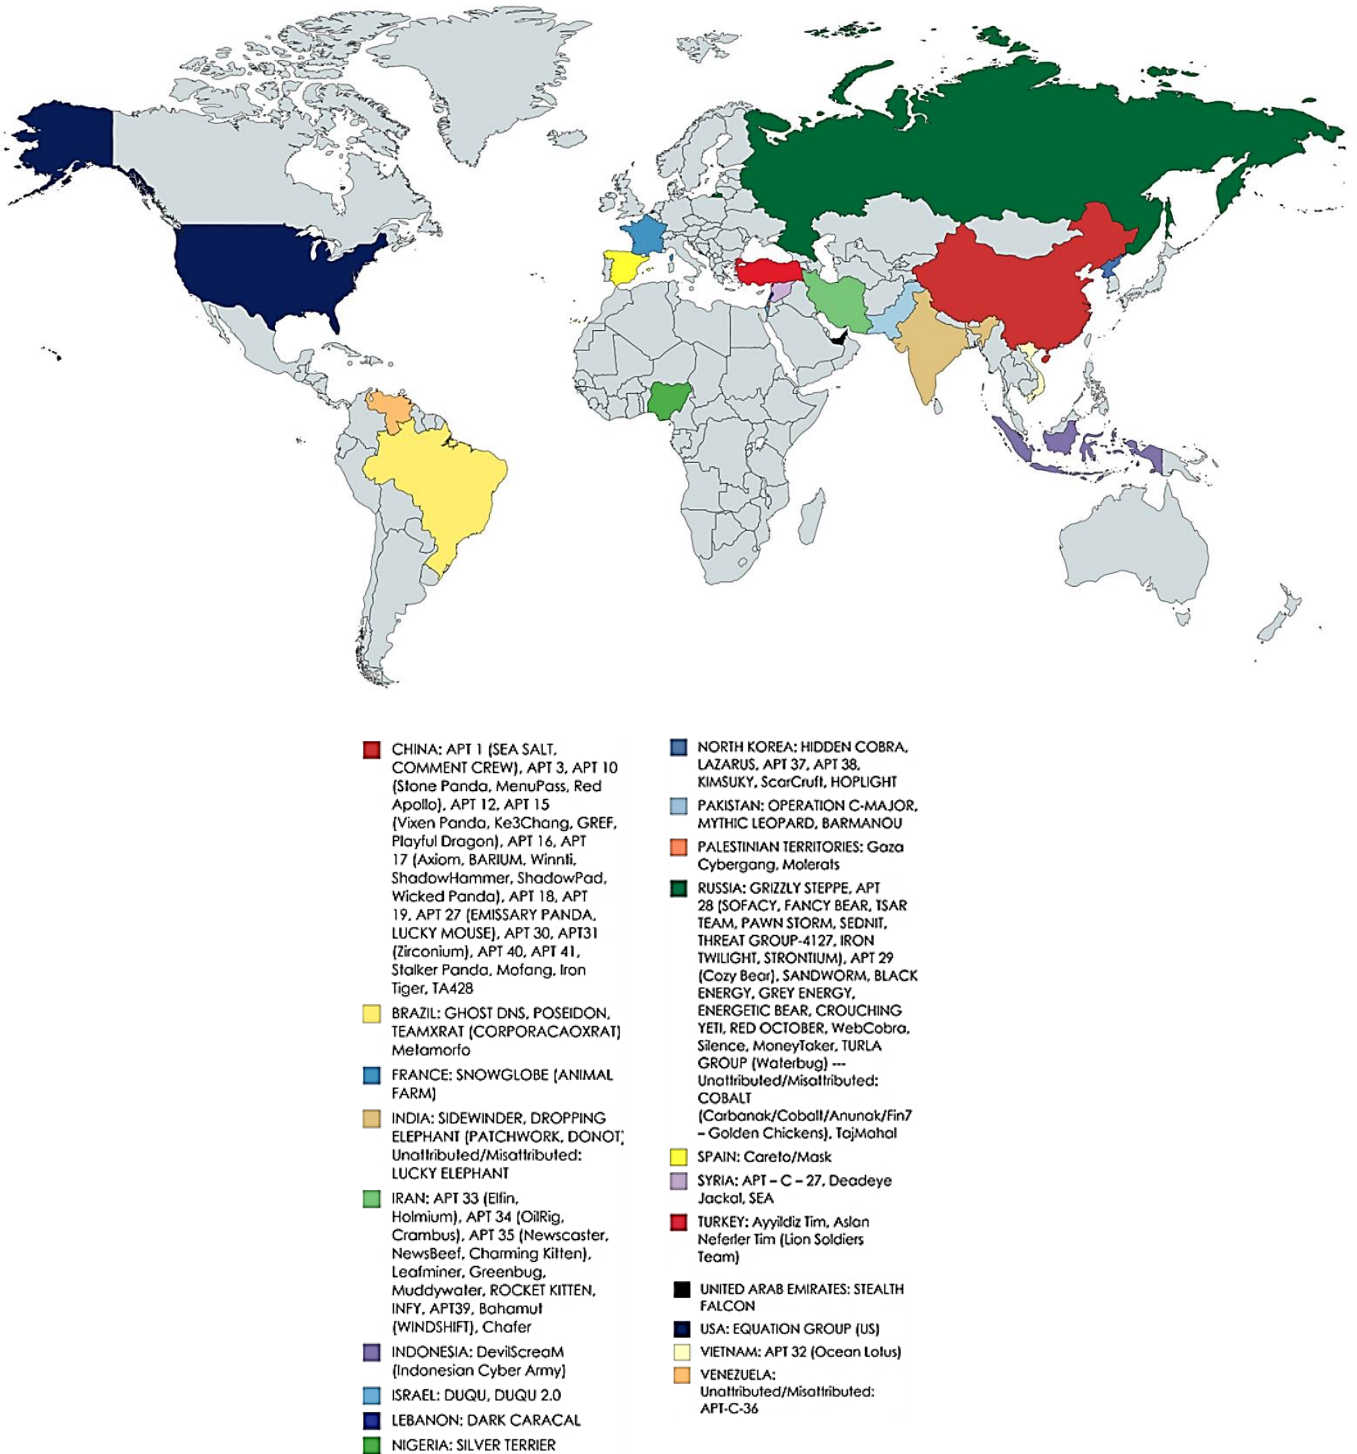 CHINA: APT 1 (SEA SALT,
COMMENT CREW), APT 3, APT 10
(Stone Panda, MenuPass, Red
Apollo), APT 12, APT 15
(Vixen Panda, Ke3Chang, GREF,
Playful Dragon), APT 16, APT
17 (Axiom, BARIUM, Winnti,
ShadowHammer, ShadowPad,
Wicked Panda), APT 18, APT
19, APT 27 (EMISSARY PANDA,
LUCKY MOUSE), APT 30, APT31
(Zirconium), APT 40, APT 41,
Stalker Panda, Mofang, Iron
Tiger, TA428
BRAZIL: GHOST DNS, POSEIDON,
TEAMXRAT (CORPORACAOXRAT)
Metamorfo
FRANCE: SNOWGLOBE (ANIMAL
FARM)
INDIA: SIDEWINDER, DROPPING
ELEPHANT (PATCHWORK, DONOT)
Unattributed/Misattributed:
LUCKY ELEPHANT
IRAN: APT 33 (Elfin,
Holmium), APT 34 (OilRig,
Crambus), APT 35 (Newscaster,
NewsBeef, Charming Kitten),
Leafminer, Greenbug,
Muddywater, ROCKET KITTEN,
INFY, APT39, Bahamut
(WINDSHIFT), Chafer
INDONESIA: DevilScreaM
(Indonesian Cyber Army)
ISRAEL: DUQU, DUQU 2.0
LEBANON: DARK CARACAL
NIGERIA: SILVER TERRIER
NORTH KOREA: HIDDEN COBRA,
LAZARUS, APT 37, APT 38,
KIMSUKY, ScarCruft, HOPLIGHT
PAKISTAN: OPERATION C-MAJOR,
MYTHIC LEOPARD, BARMANOU
PALESTINIAN TERRITORIES: Gaza
Cybergang, Molerats
RUSSIA: GRIZZLY STEPPE, APT
28 (SOFACY, FANCY BEAR, TSAR
TEAM, PAWN STORM, SEDNIT,
THREAT GROUP-4127, IRON
TWILIGHT, STRONTIUM), APT 29
(Cozy Bear), SANDWORM, BLACK
ENERGY, GREY ENERGY,
ENERGETIC BEAR, CROUCHING
YETI, RED OCTOBER, WebCobra,
Silence, MoneyTaker, TURLA
GROUP (Waterbug) ---
Unattributed/Misattributed:
COBALT
(Carbanak/Cobalt/Anunak/Fin7
– Golden Chickens), TajMahal
SPAIN: Careto/Mask
SYRIA: APT – C – 27, Deadeye
Jackal, SEA
TURKEY: Ayyildiz Tim, Aslan
Neferler Tim (Lion Soldiers
Team)
UNITED ARAB EMIRATES: STEALTH
FALCON
USA: EQUATION GROUP (US)
VIETNAM: APT 32 (Ocean Lotus)
VENEZUELA:
Unattributed/Misattributed:
APT-C-36